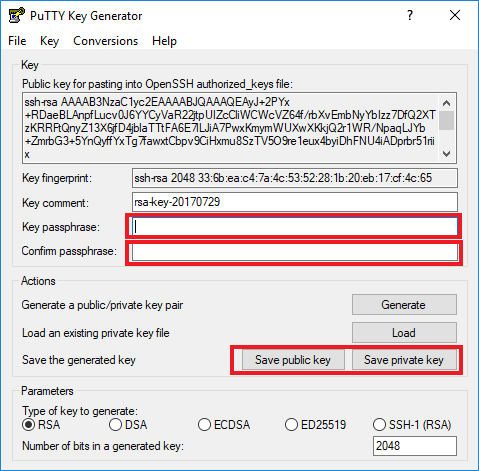 PuTTY Key Generator
File Key Conversions Help
Key
Public key for pasting into OpenSSH authorized_keys file:
ssh-rsa AAAAB3NzaC1yc2EAAAABJQAAAQEAyJ+2PYx
+RDaeBLAnpfLucv0J6YYCyVaR22jtpUIZcCliWCWcVZ64f/rbXvEmbNyYbIzz7DfQ2XT
zKRRFtQnyZ13X6jfD4jblaTTtFA6E7lLJiA7PwxKmymWUXwXKkjQ2r1WR/NpaqLJYb
+ZmrbG3+5YnQyffYxTg7fawxtCbpv9CiHxmu8SzTV5O9re1eux4byiDhFNU4iADprbr51rii
x
Key fingerprint: ssh-rsa 2048 33:6b:ea:c4:7a:4c:53:52:28:1b:20:eb:17:cf:4c:65
Key comment: rsa-key-20170729
Key passphrase:
Confirm passphrase:
Actions
Generate a public/private key pair Generate
Load an existing private key file Load
Save the generated key Save public key Save private key
Parameters
Type of key to generate:
RSA DSA ECDSA ED25519 SSH-1 (RSA)
Number of bits in a generated key: 2048